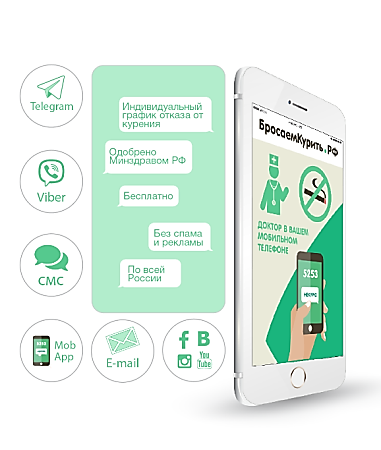 Telegram
Viber
СМС
Mob
App
E-mail
You
Tube
Индивидуальный
график отказа от
курения
Одобрено
Минздравом РФ
Бесплатно
Без спама
и рекламы
По всей
России
БросаемКурить.РФ
ДОКТОР В ВАШЕМ
МОБИЛЬНОМ
ТЕЛЕФОНЕ
5253